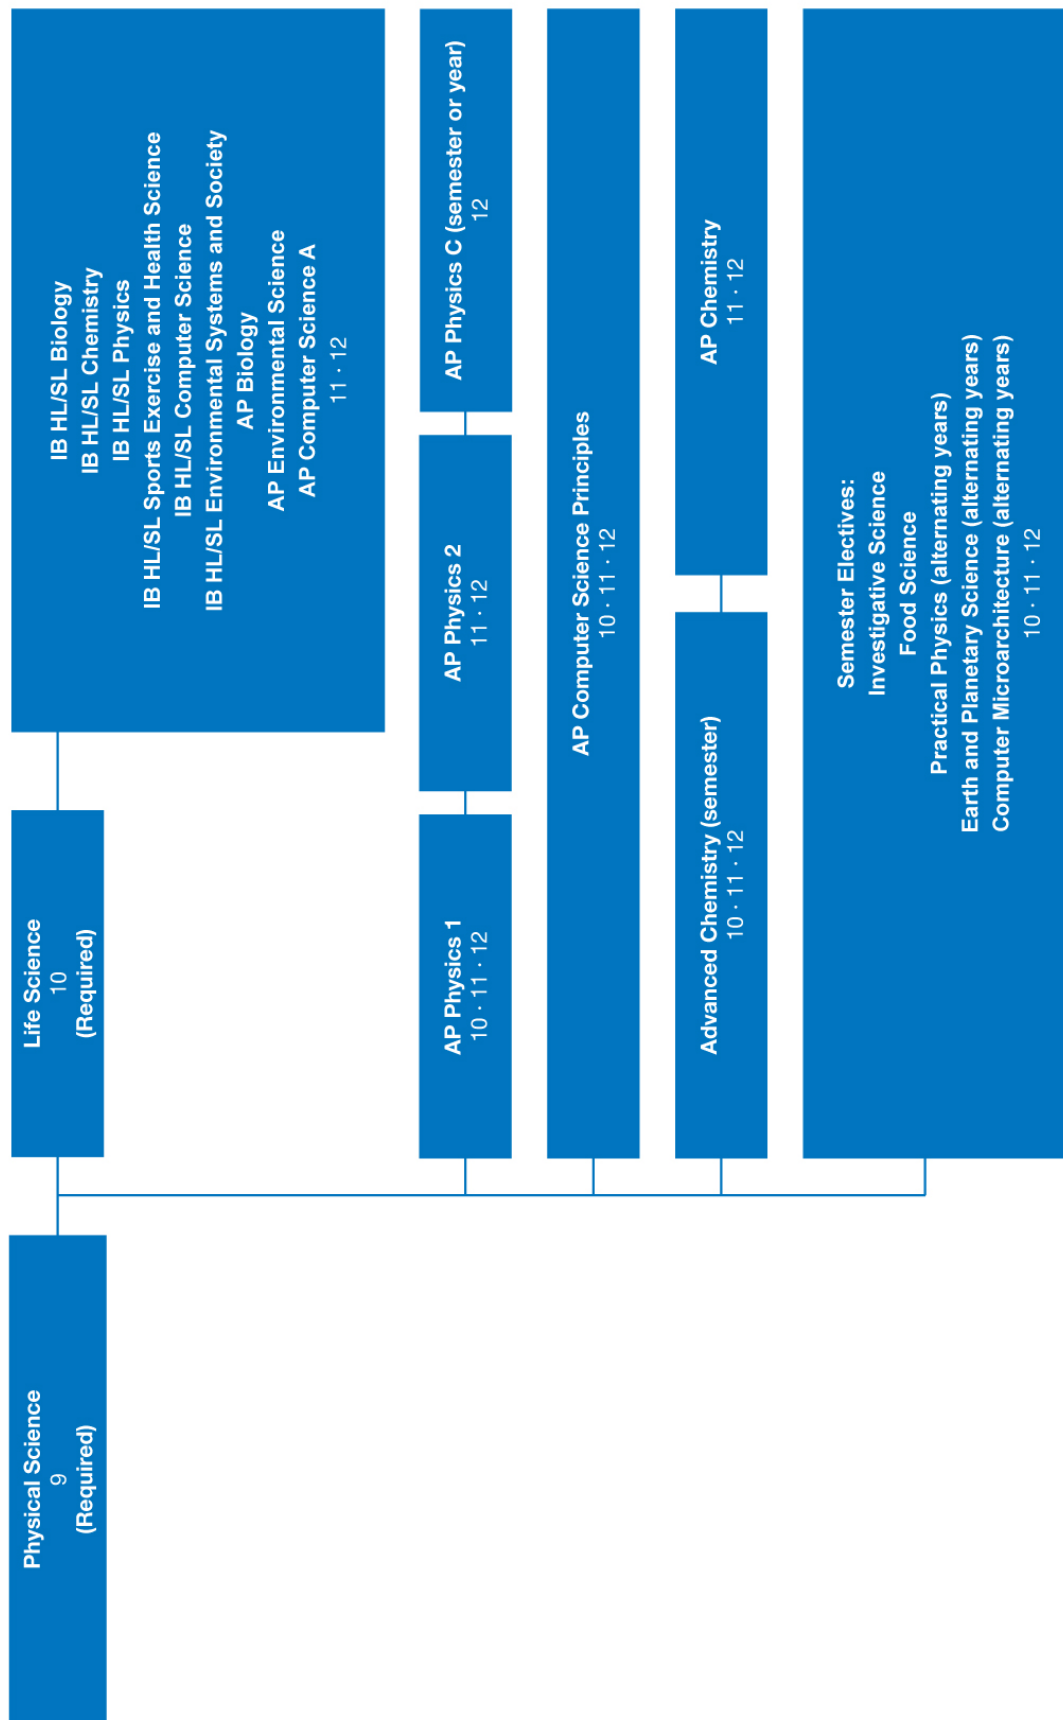 Physical Science
9
(Required)
Life Science
10
(Required)
IB HL/SL Biology
IB HL/SL Chemistry
IB HL/SL Physics
IB HL/SL Sports Exercise and Health Science
IB HL/SL Computer Science
IB HL/SL Environmental Systems and Society
AP Biology
AP Environmental Science
AP Computer Science A
11 · 12
AP Physics 1
10 · 11 · 12
AP Physics 2
11 · 12
AP Physics C (semester or year)
12
AP Computer Science Principles
10 · 11 · 12
Advanced Chemistry (semester)
10 · 11 · 12
AP Chemistry
11 · 12
Semester Electives:
Investigative Science
Food Science
Practical Physics (alternating years)
Earth and Planetary Science (alternating years)
Computer Microarchitecture (alternating years)
10 · 11 · 12